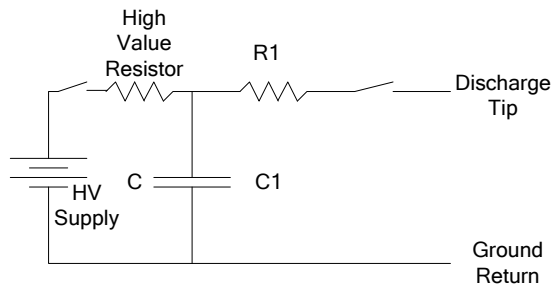 High
Value
Resistor
R1
Discharge
Tip
C
C1
HV
Supply
Ground
Return